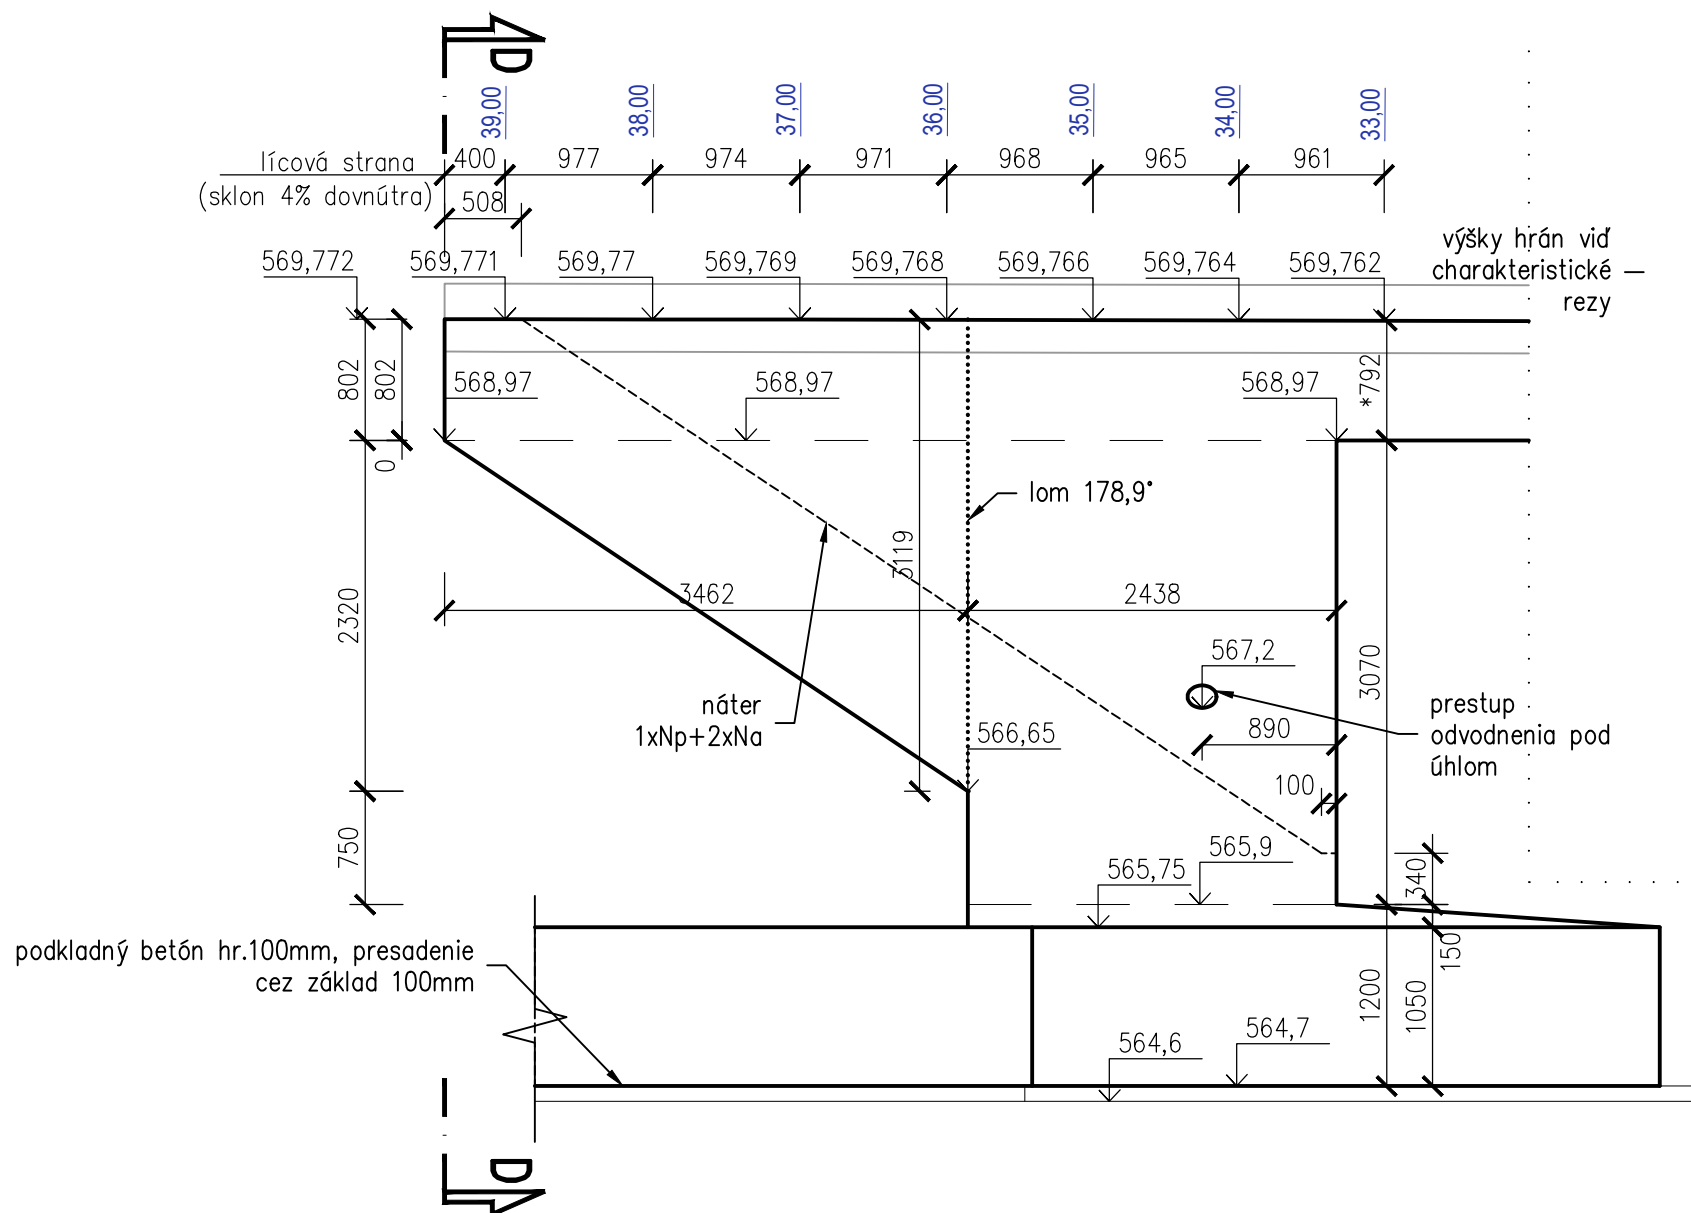 D
39,00 38,00 37,00 36,00 35,00 34,00 33,00
lícová strana 400 977 974 971 968 965 961
(sklon 4% dovnútra) 508
výšky hrán viď
charakteristické –
rezy
569,772 569,771 569,77 569,769 569,768 569,766 569,764 569,762
802 802 *792
568,97 568,97 568,97
0
lom 178,9°
3119
2320
3462 2438
567,2
3070
náter
1xNp+2xNa
566,65
890
prestup
odvodnenia pod
úhlom
100
750
565,9
565,75
340
podkladný betón hr.100mm, presadenie
cez základ 100mm
150
1200
1050
564,6
564,7
D